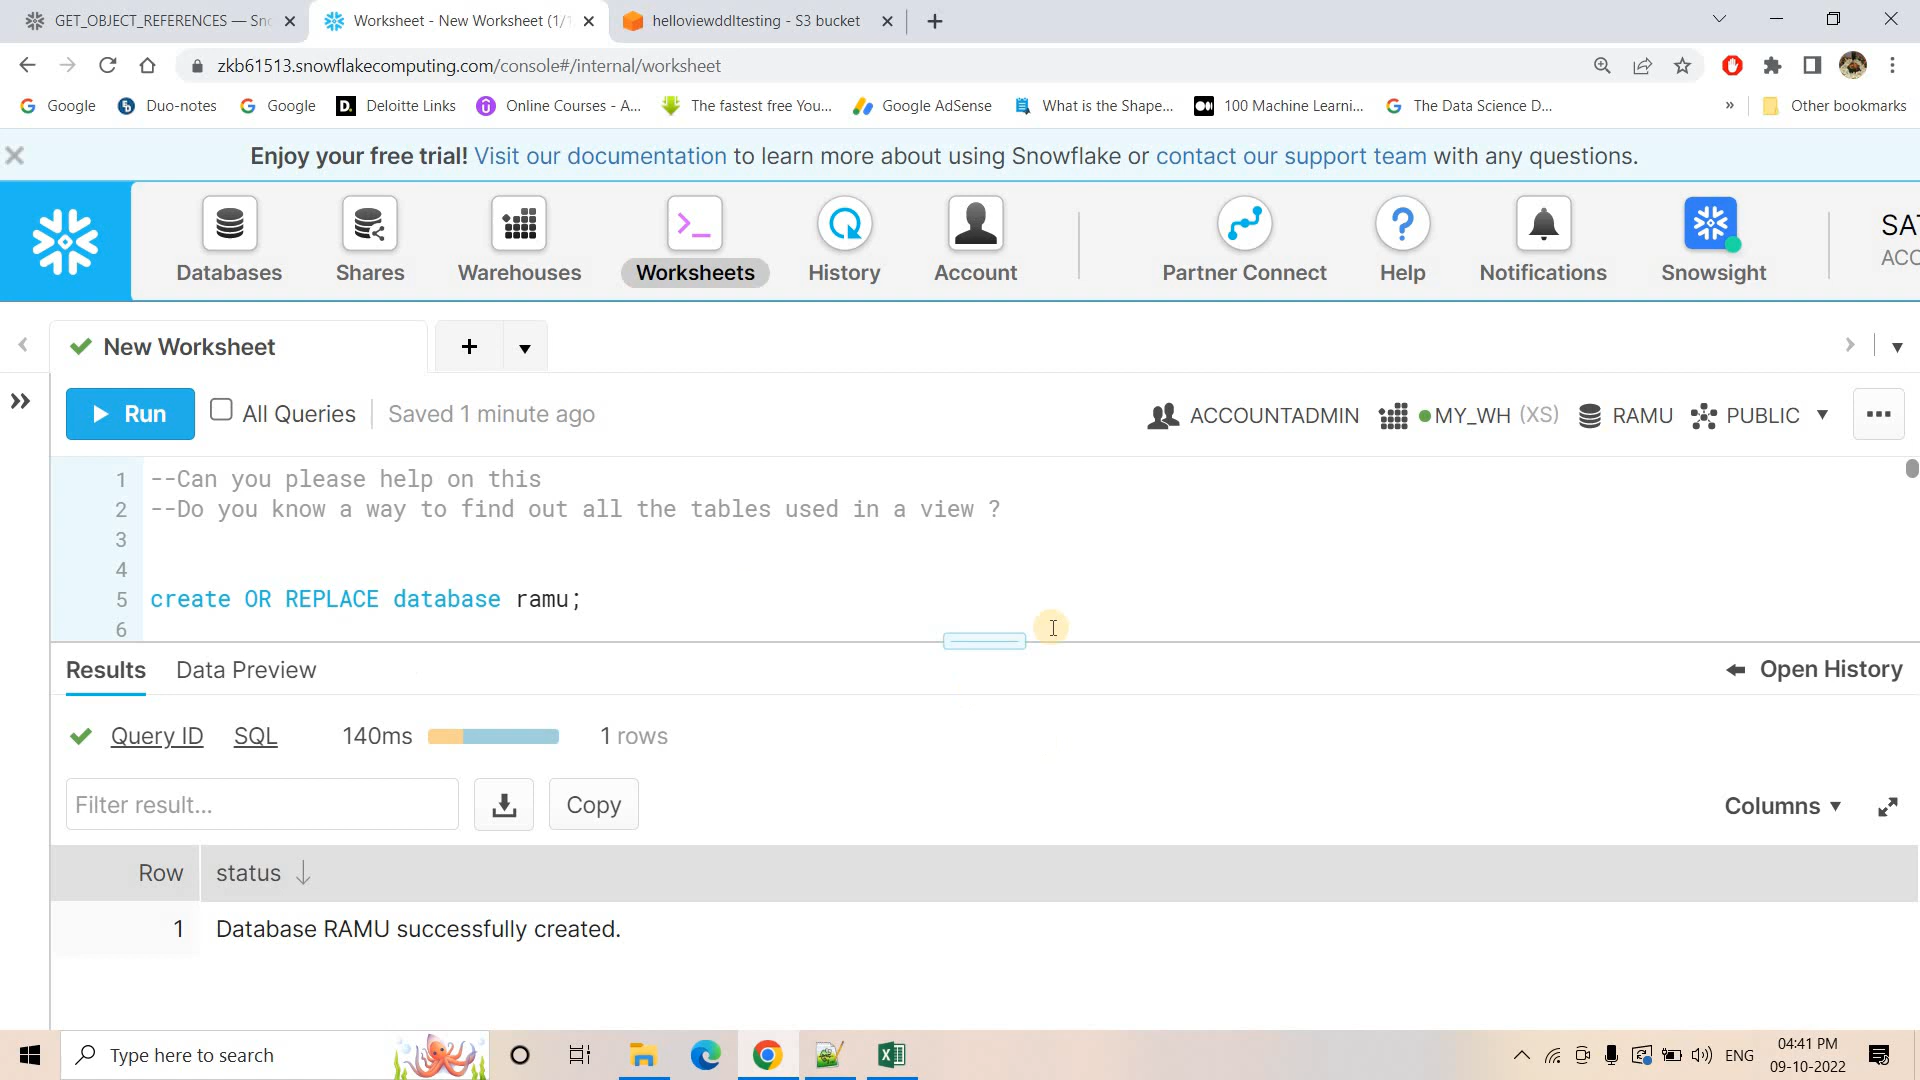 GET_OBJECT_REFERENCES — Sn
Worksheet - New Worksheet (1/1
helloviewddltesting - S3 bucket
zkb61513.snowflakecomputing.com/console#/internal/worksheet
Google
Duo-notes
Google
Deloitte Links
Online Courses - A...
The fastest free You...
Google AdSense
What is the Shape...
100 Machine Learni...
The Data Science D...
»
Other bookmarks
Enjoy your free trial! Visit our documentation to learn more about using Snowflake or contact our support team with any questions.
Databases
Shares
Warehouses
Worksheets
History
Account
Partner Connect
Help
Notifications
Snowsight
SAT
ACC
New Worksheet
Run
All Queries
Saved 1 minute ago
ACCOUNTADMIN
MY_WH (XS)
RAMU
PUBLIC
1 --Can you please help on this
2 --Do you know a way to find out all the tables used in a view ?
3
4
5 create OR REPLACE database ramu;
6
Results
Data Preview
Open History
Query ID
SQL
140ms
1 rows
Filter result...
Copy
Columns
Row
status
1 Database RAMU successfully created.
Type here to search
ENG
04:41 PM
09-10-2022